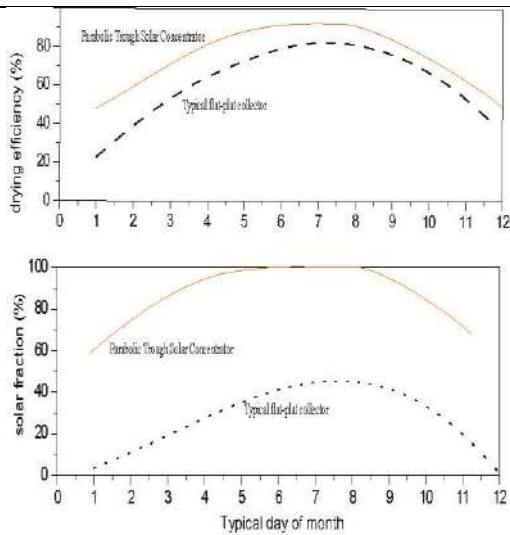 80
60
40
20
0
drying efficiency (%)
Parabolic Trough Solar Concentrator
Typical flat-plat collector
0 1 2 3 4 5 6 7 8 9 10 11 12
100
80
60
40
20
0
solar fraction (%)
Parabolic Trough Solar Concentrator
Typical flat-plat collector
0 1 2 3 4 5 6 7 8 9 10 11 12
Typical day of month